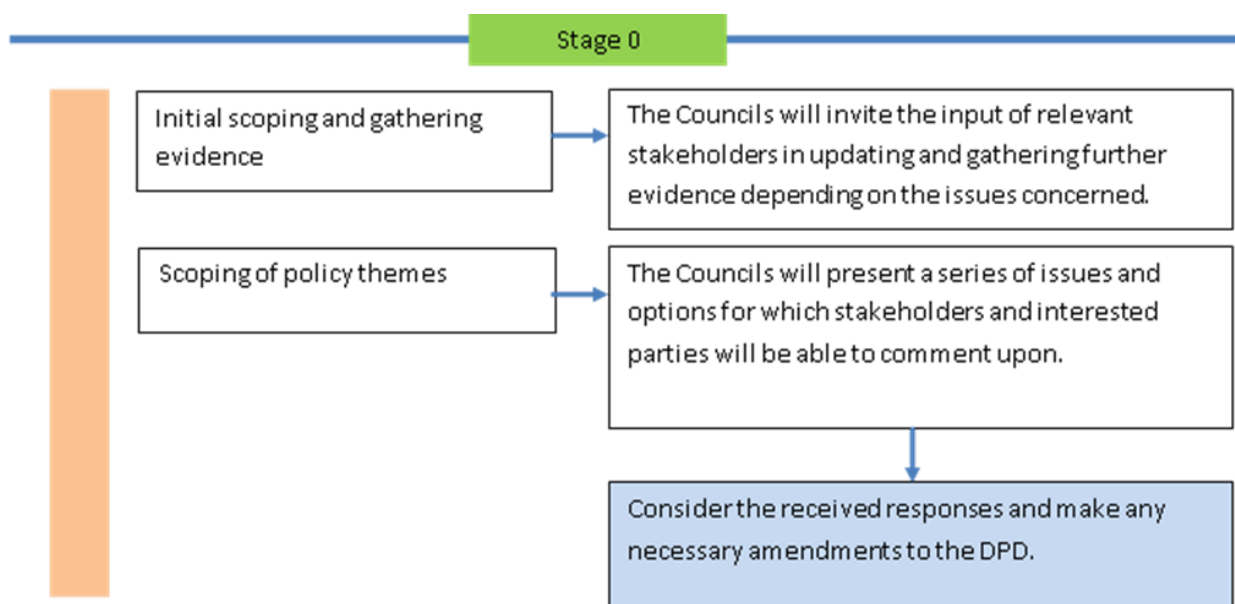 Stage 0
Initial scoping and gathering
evidence
The Councils will invite the input of relevant
stakeholders in updating and gathering further
evidence depending on the issues concerned.
Scoping of policy themes
The Councils will present a series of issues and
options for which stakeholders and interested
parties will be able to comment upon.
Consider the received responses and make any
necessary amendments to the DPD.